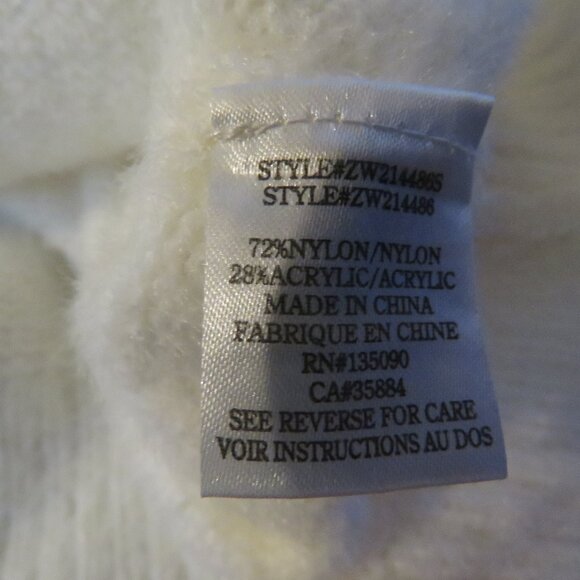 STYLE#ZW214486S
STYLE#ZW214486
72%NYLON/NYLON
28%ACRYLIC/ACRYLIC
MADE IN CHINA
FABRIQUE EN CHINE
RN#135090
CA#35884
SEE REVERSE FOR CARE
VOIR INSTRUCTIONS AU DOS